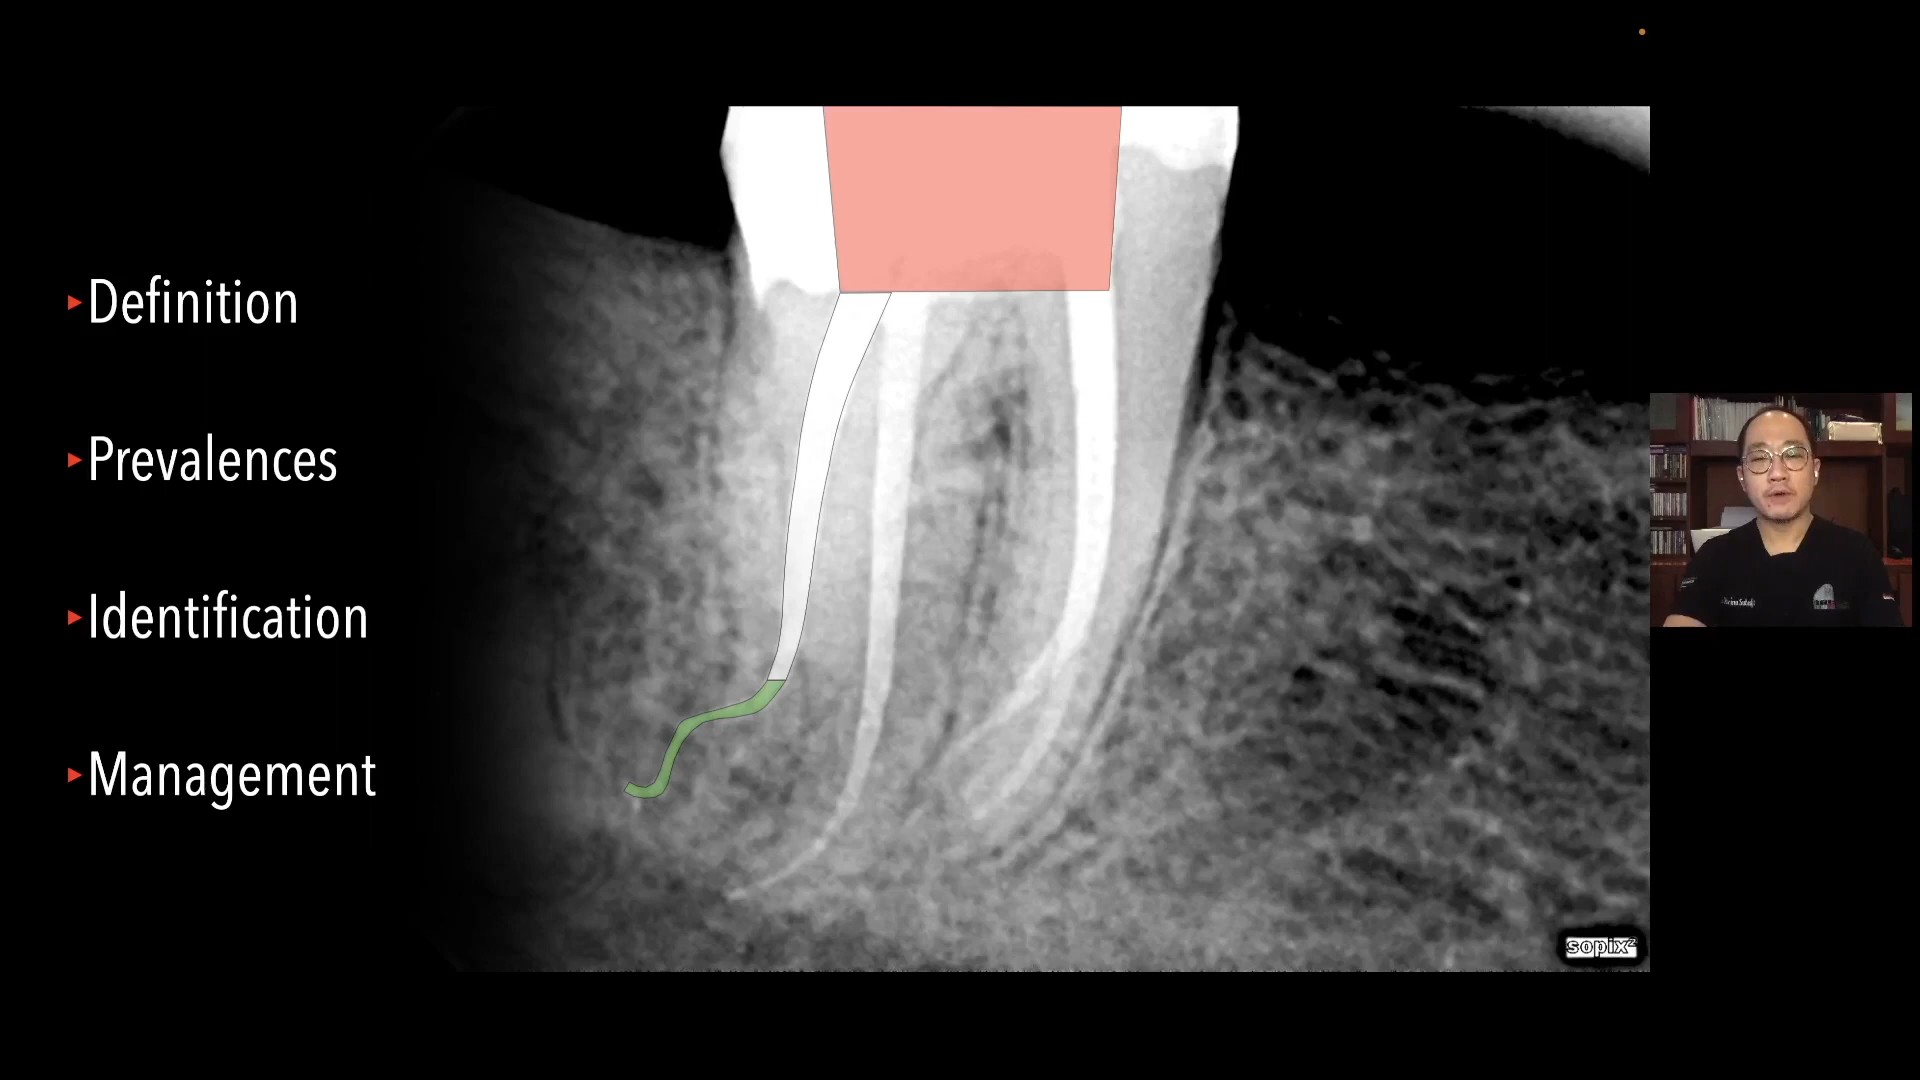 Definition
Prevalences
Identification
Management
sopix²